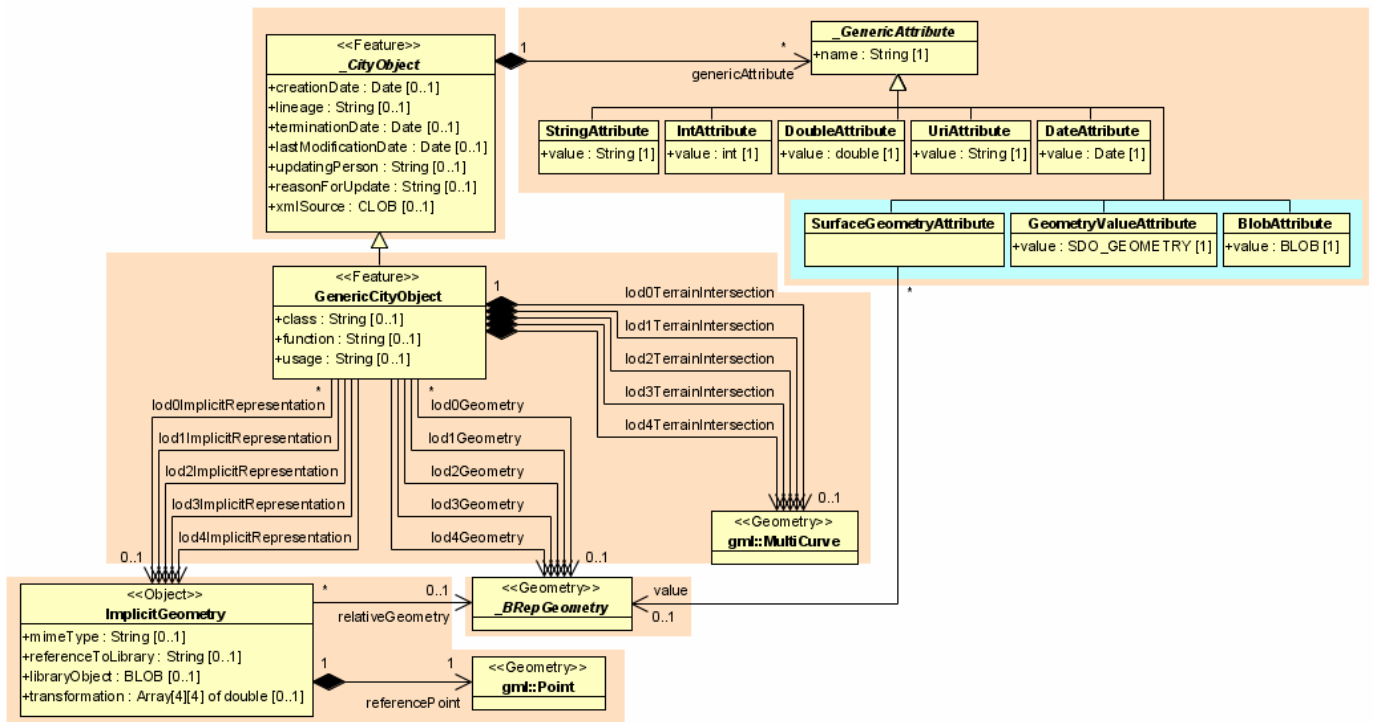 <<Feature>>
_CityObject
+creationDate : Date [0..1]
+lineage : String [0..1]
+terminationDate : Date [0..1]
+lastModificationDate : Date [0..1]
+updatingPerson : String [0..1]
+reasonForUpdate : String [0..1]
+xmlSource : CLOB [0..1]
1
*
genericAttribute
_GenericAttribute
+name : String [1]
StringAttribute
+value : String [1]
IntAttribute
+value : int [1]
DoubleAttribute
+value : double [1]
UriAttribute
+value : String [1]
DateAttribute
+value : Date [1]
SurfaceGeometryAttribute
GeometryValueAttribute
+value : SDO_GEOMETRY [1]
BlobAttribute
+value : BLOB [1]
*
<<Feature>>
GenericCityObject
+class : String [0..1]
+function : String [0..1]
+usage : String [0..1]
1
lod0TerrainIntersection
lod1TerrainIntersection
lod2TerrainIntersection
lod3TerrainIntersection
lod4TerrainIntersection
0..1
*
lod0ImplicitRepresentation
lod1ImplicitRepresentation
lod2ImplicitRepresentation
lod3ImplicitRepresentation
lod4ImplicitRepresentation
0..1
*
lod0Geometry
lod1Geometry
lod2Geometry
lod3Geometry
lod4Geometry
0..1
<<Geometry>>
gml::MultiCurve
<<Object>>
ImplicitGeometry
+mimeType : String [0..1]
+referenceToLibrary : String [0..1]
+libraryObject : BLOB [0..1]
+transformation : Array[4][4] of double [0..1]
*
0..1
relativeGeometry
<<Geometry>>
_BRepGeometry
value
0..1
1
1
referencePoint
<<Geometry>>
gml::Point